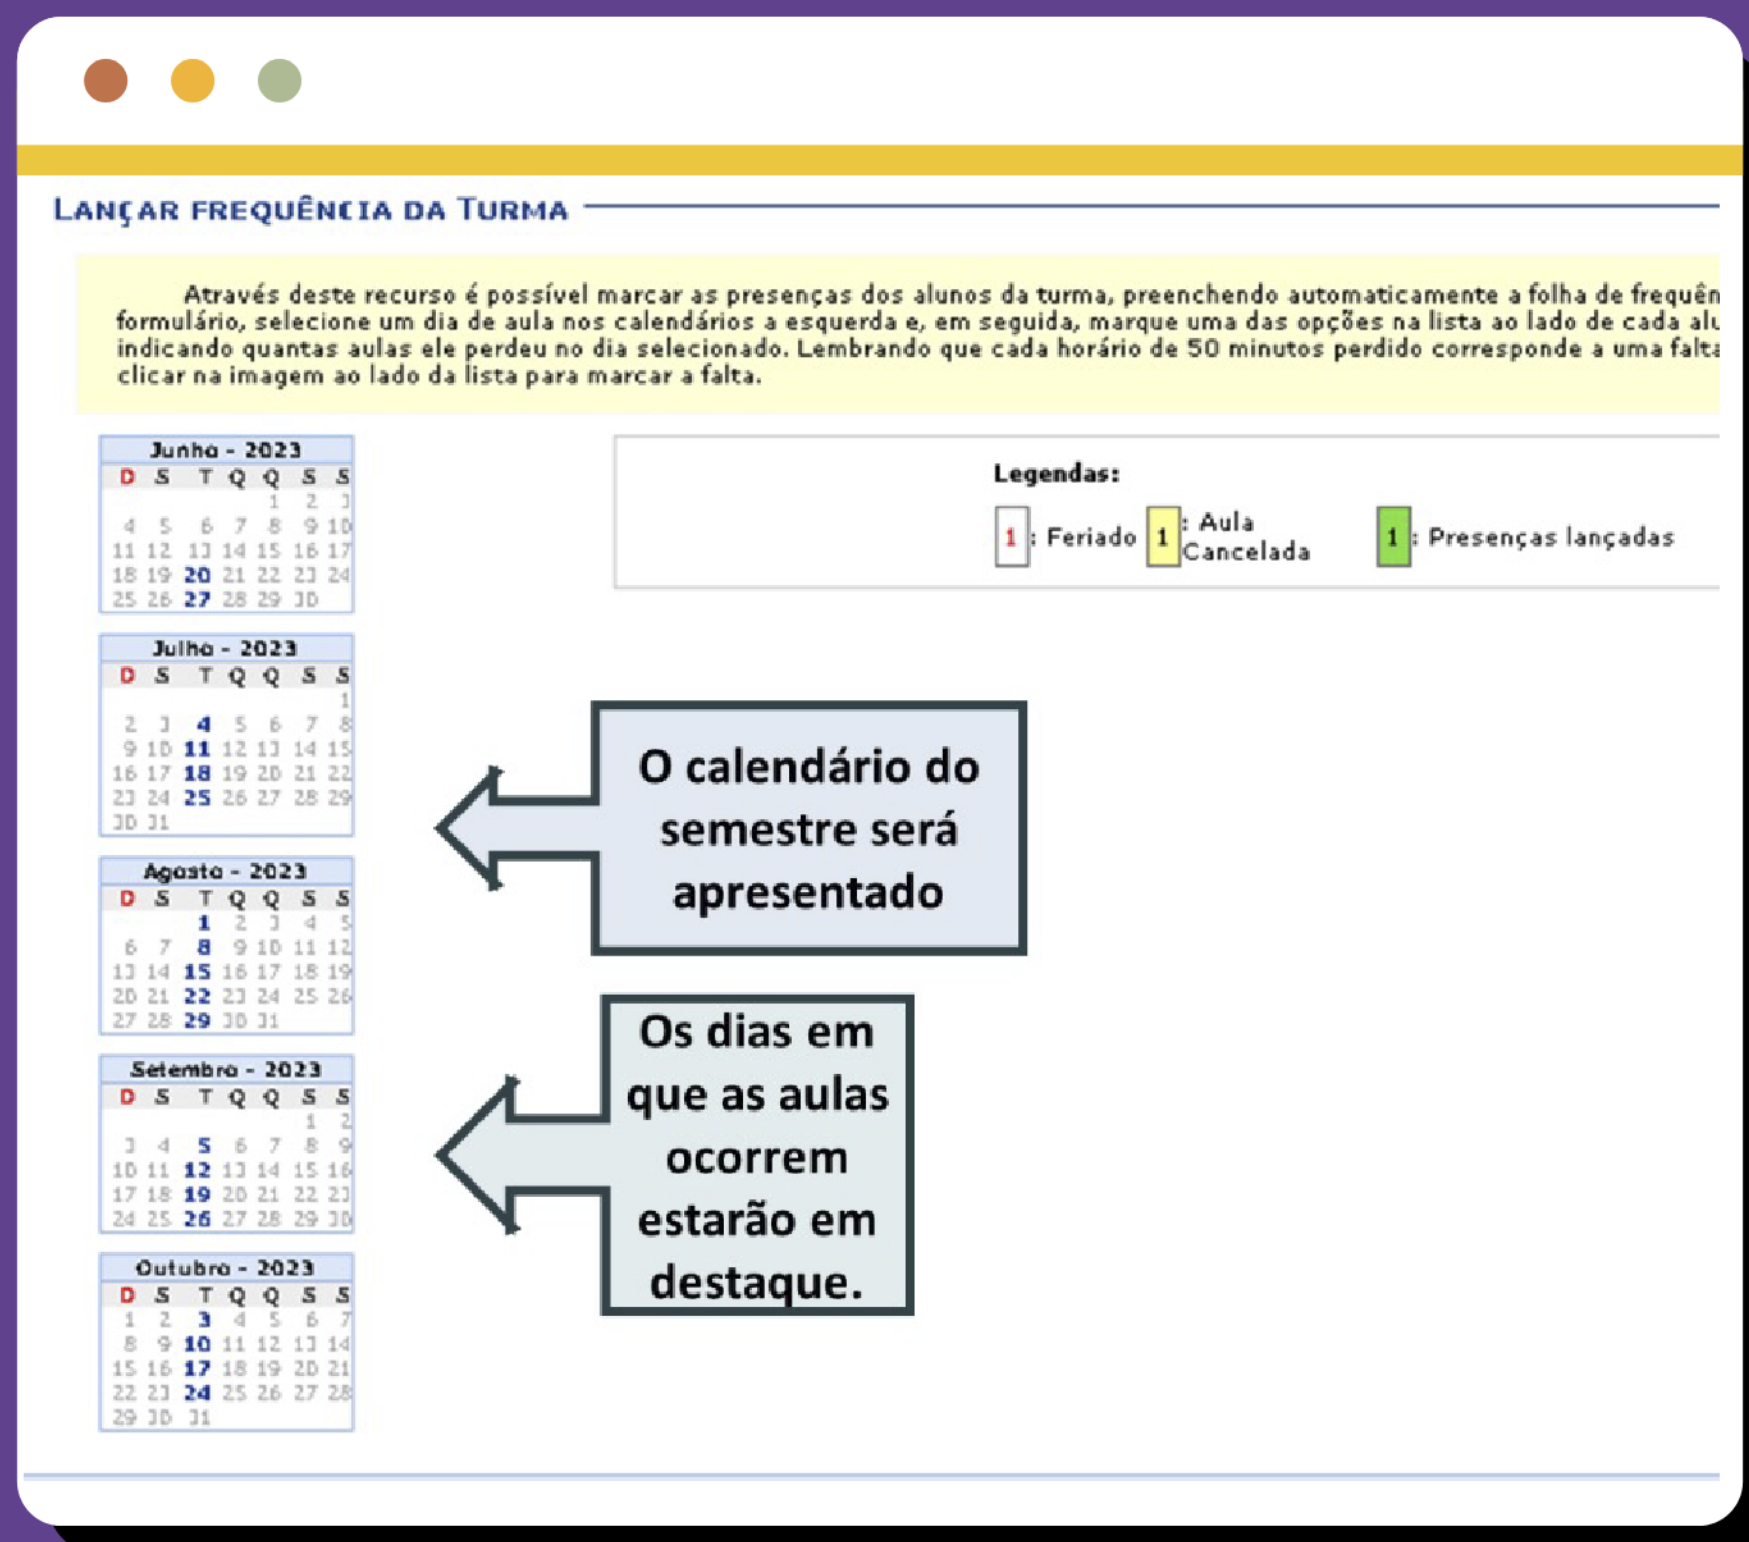 LANÇAR FREQUÊNCIA DA TURMA
Através deste recurso é possível marcar as presenças dos alunos da turma, preenchendo automaticamente a folha de
formulário, selecione um dia de aula nos calendários a esquerda e, em seguida, marque uma das opções na lista ao lado de cada
indicando quantas aulas ele perdeu no dia selecionado. Lembrando que cada horário de 50 minutos perdido corresponde a uma
clicar na imagem ao lado da lista para marcar a falta.
Junho - 2023
D S T Q Q S S
1 2 3
4 5 6 7 8 9 10
11 12 13 14 15 16 17
18 19 20 21 22 23 24
25 26 27 28 29 30
Legendas:
1 : Feriado 1 : Aula Cancelada 1 : Presenças lançadas
Julho - 2023
D S T Q Q S S
1
2 3 4 5 6 7 8
9 10 11 12 13 14 15
16 17 18 19 20 21 22
23 24 25 26 27 28 29
30 31
O calendário do
semestre será
apresentado
Agosto - 2023
D S T Q Q S S
1 2 3 4 5
6 7 8 9 10 11 12
13 14 15 16 17 18 19
20 21 22 23 24 25 26
27 28 29 30 31
Os dias em
que as aulas
ocorrem
estarão em
destaque.
Setembro - 2023
D S T Q Q S S
1 2
3 4 5 6 7 8 9
10 11 12 13 14 15 16
17 18 19 20 21 22 23
24 25 26 27 28 29 30
Outubro - 2023
D S T Q Q S S
1 2 3 4 5 6 7
8 9 10 11 12 13 14
15 16 17 18 19 20 21
22 23 24 25 26 27 28
29 30 31